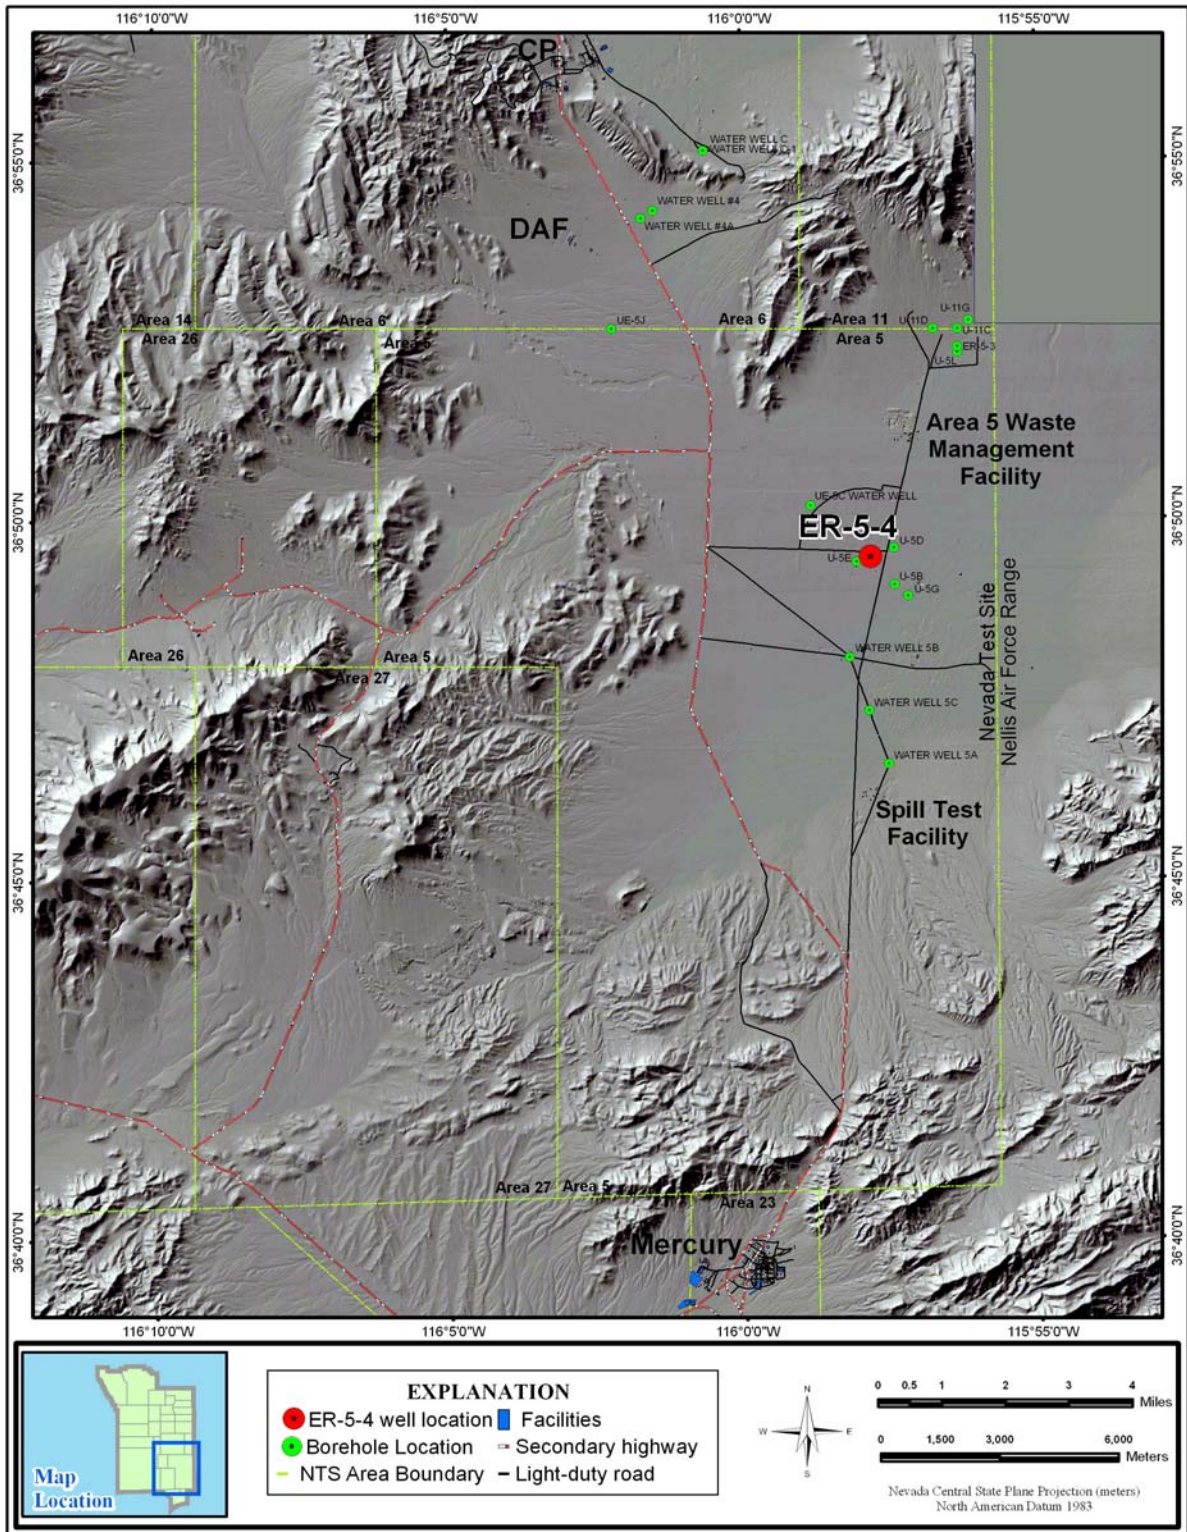 116°10'0"W
116°5'0"W
116°0'0"W
115°55'0"W
CP
36°55'0"N
36°55'0"N
WATER WELL C
WATER WELL
WATER WELL #4
WATER WELL #4A
DAF
Area 14
Area 6
UE-5J
Area 6
Area 11
U-11D
U-11G
U-11C
Area 26
Area 5
Area 5
ER-5-3
U-5L
Area 5 Waste
Management
Facility
36°50'0"N
36°50'0"N
UE-5C WATER WELL
ER-5-4
U-5D
U-5E
U-5B
U-5G
Nevada Test Site
Nellis Air Force Range
Area 26
Area 5
Area 27
WATER WELL 5B
WATER WELL 5C
WATER WELL 5A
Spill Test
Facility
36°45'0"N
36°45'0"N
Area 27
Area 5
Area 23
Mercury
36°40'0"N
36°40'0"N
116°10'0"W
116°5'0"W
116°0'0"W
115°55'0"W
Map
Location
EXPLANATION
ER-5-4 well location
Facilities
Borehole Location
Secondary highway
NTS Area Boundary
Light-duty road
N
W
E
S
0 0.5 1 2 3 4
Miles
0 1,500 3,000 6,000
Meters
Nevada Central State Plane Projection (meters)
North American Datum 1983